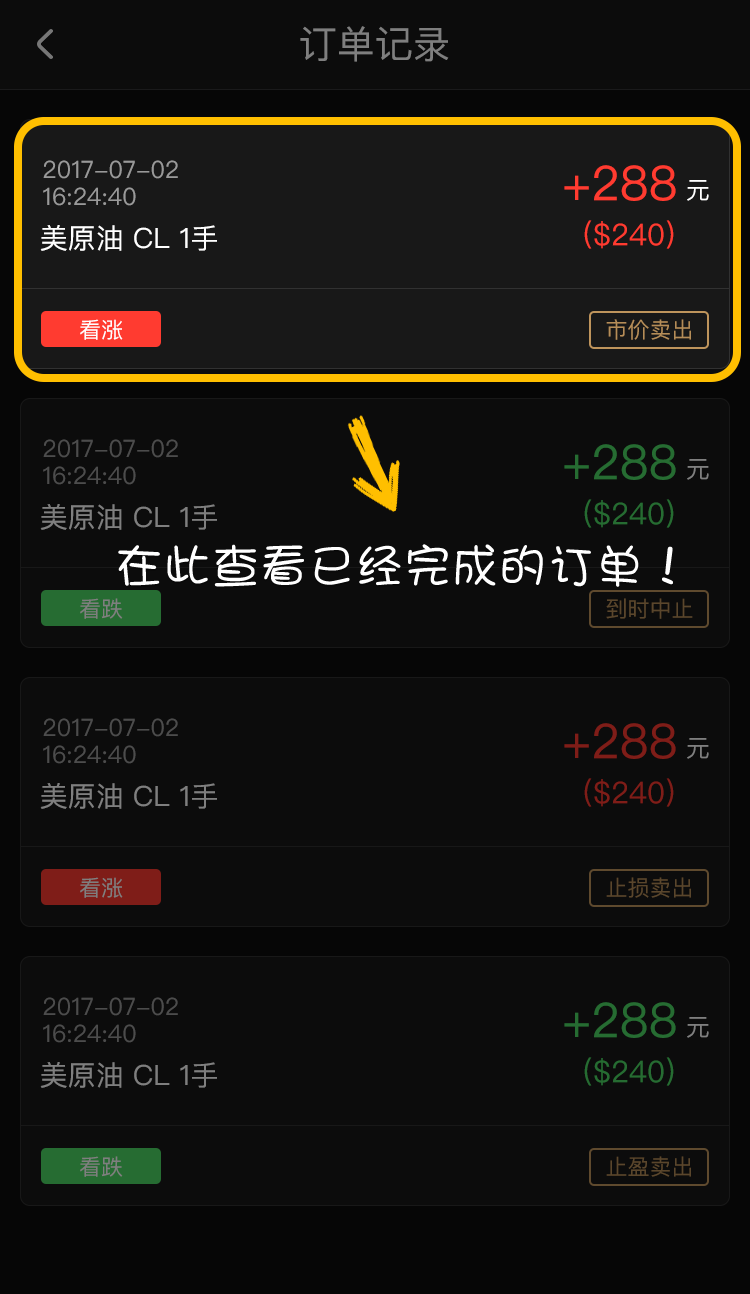 订单记录
2017-07-02
16:24:40
+288 元
美原油 CL 1手
($240)
看涨
市价卖出
2017-07-02
16:24:40
+288 元
美原油 CL 1手
($240)
在此查看已经完成的订单！
看跌
到时中止
2017-07-02
16:24:40
+288 元
美原油 CL 1手
($240)
看涨
止损卖出
2017-07-02
16:24:40
+288 元
美原油 CL 1手
($240)
看跌
止盈卖出